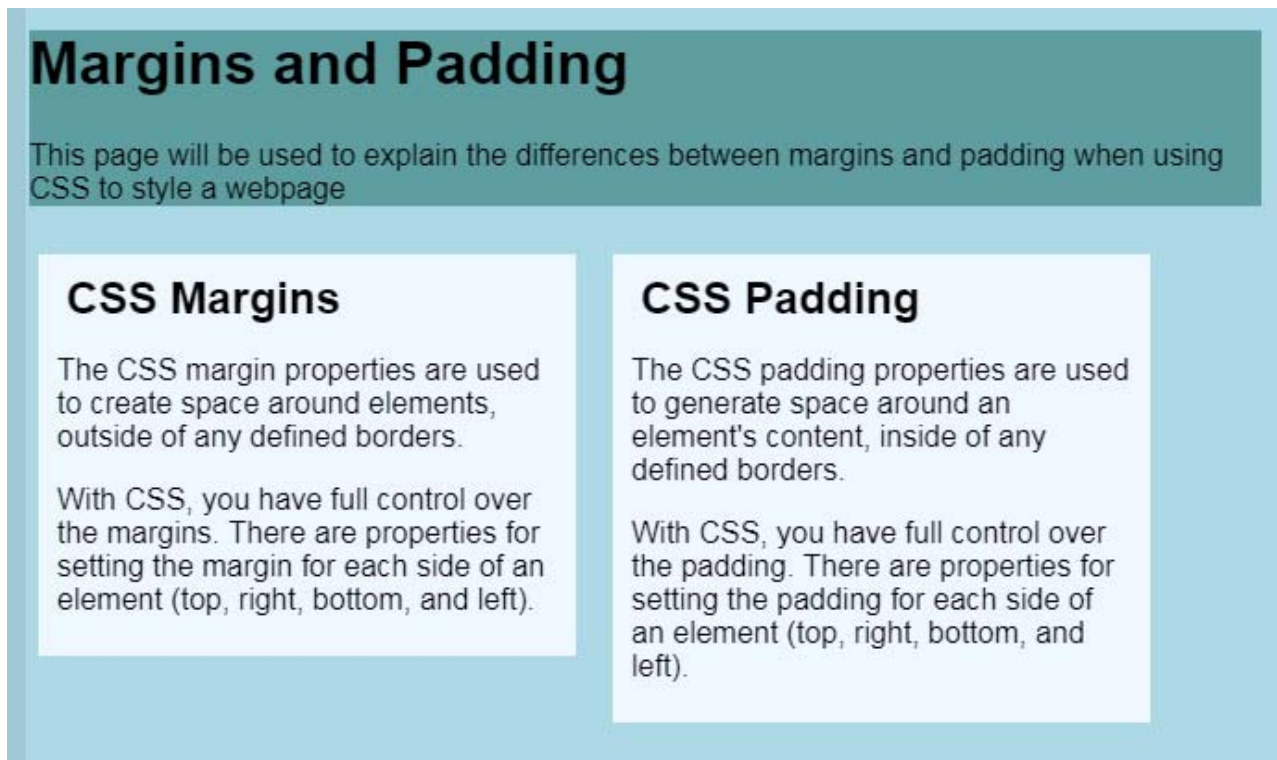 Margins and Padding
This page will be used to explain the differences between margins and padding when using
CSS to style a webpage
CSS Margins
The CSS margin properties are used
to create space around elements,
outside of any defined borders.
With CSS, you have full control over
the margins. There are properties for
setting the margin for each side of an
element (top, right, bottom, and left).
CSS Padding
The CSS padding properties are used
to generate space around an
element's content, inside of any
defined borders.
With CSS, you have full control over
the padding. There are properties for
setting the padding for each side of
an element (top, right, bottom, and
left).